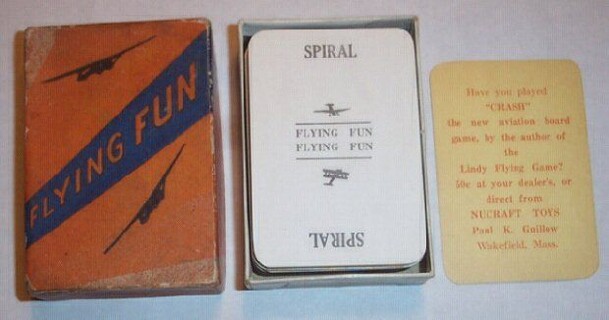 FLYING FUN
SPIRAL
FLYING FUN
FLYING FUN
SPIRAL
Have you played
"CRASH"
the new aviation board
game, by the author of
the
Lindy Flying Game?
50c at your dealer's, or
direct from
NUCRAFT TOYS
Paul K. Guillow
Wakefield, Mass.